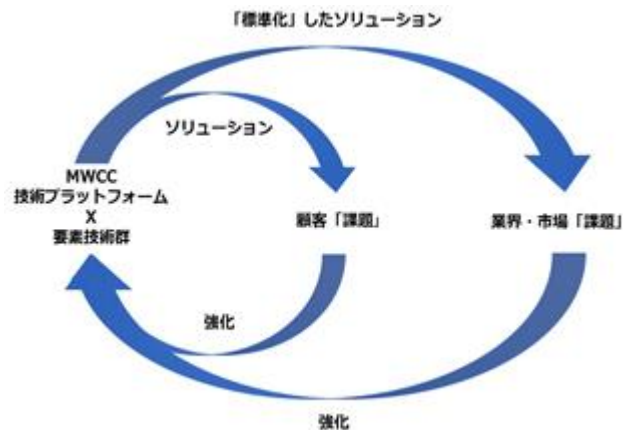 「標準化」したソリューション
ソリューション
MWCC
技術プラットフォーム
X
要素技術群
顧客「課題」
業界・市場「課題」
強化
強化